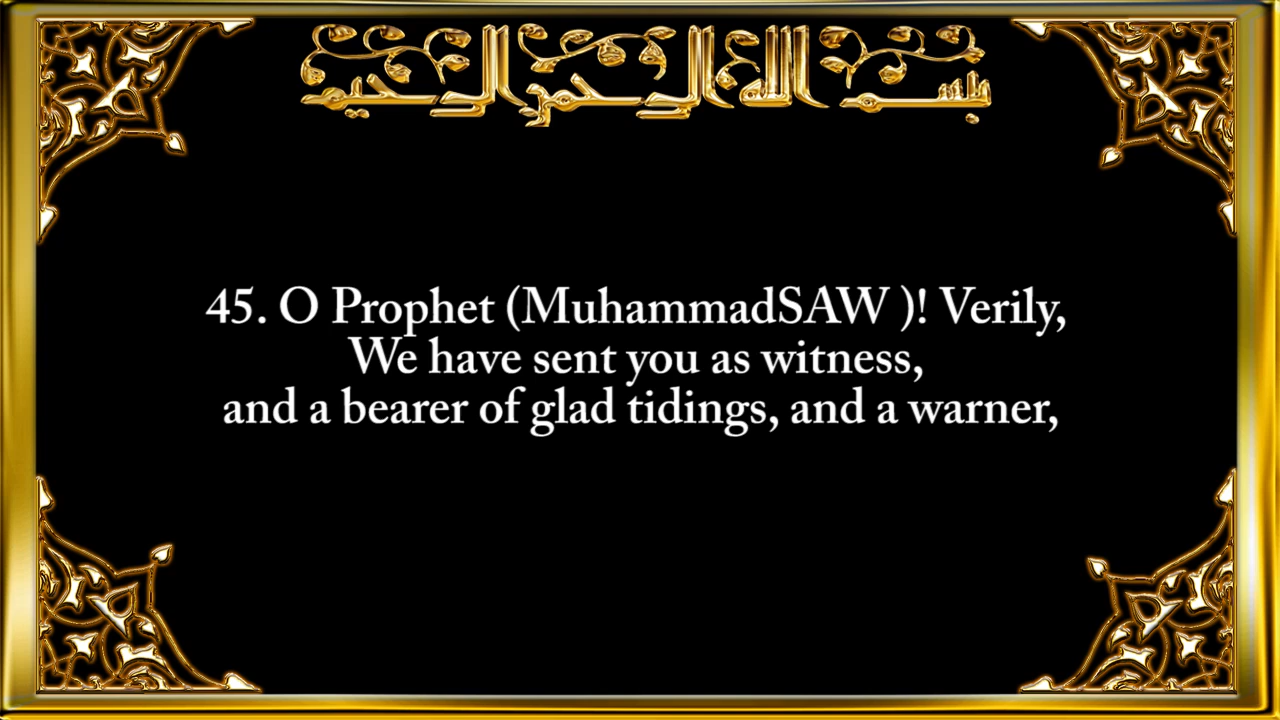 بسم الله الرحمن الرحيم
45. O Prophet (MuhammadSAW )! Verily,
We have sent you as witness,
and a bearer of glad tidings, and a warner,